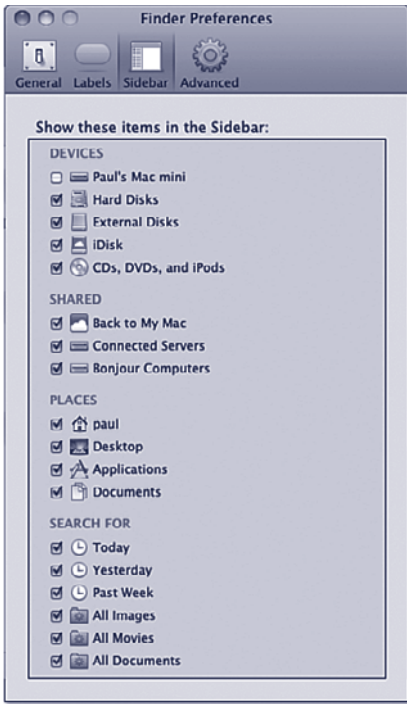 Finder Preferences
General Labels Sidebar Advanced
Show these items in the Sidebar:
DEVICES
Paul's Mac mini
Hard Disks
External Disks
iDisk
CDs, DVDs, and iPods
SHARED
Back to My Mac
Connected Servers
Bonjour Computers
PLACES
paul
Desktop
Applications
Documents
SEARCH FOR
Today
Yesterday
Past Week
All Images
All Movies
All Documents